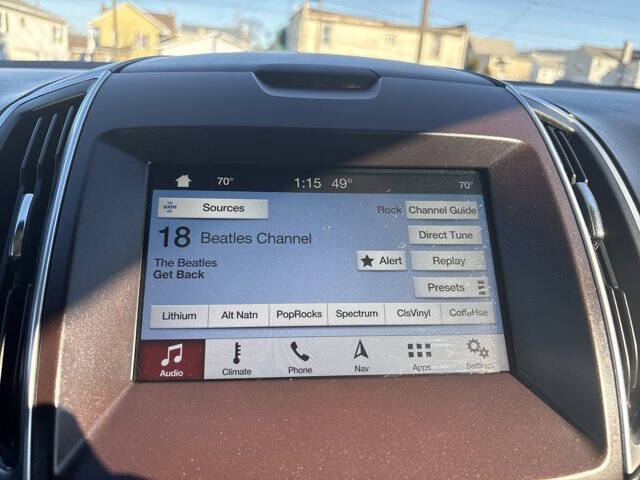 70° 1:15 49° 70°
sxm Sources Rock Channel Guide
18 Beatles Channel Direct Tune
The Beatles Alert Replay
Get Back
Presets
Lithium Alt Natn PopRocks Spectrum ClsVinyl CoffeHse
Audio Climate Phone Nav Apps Settings